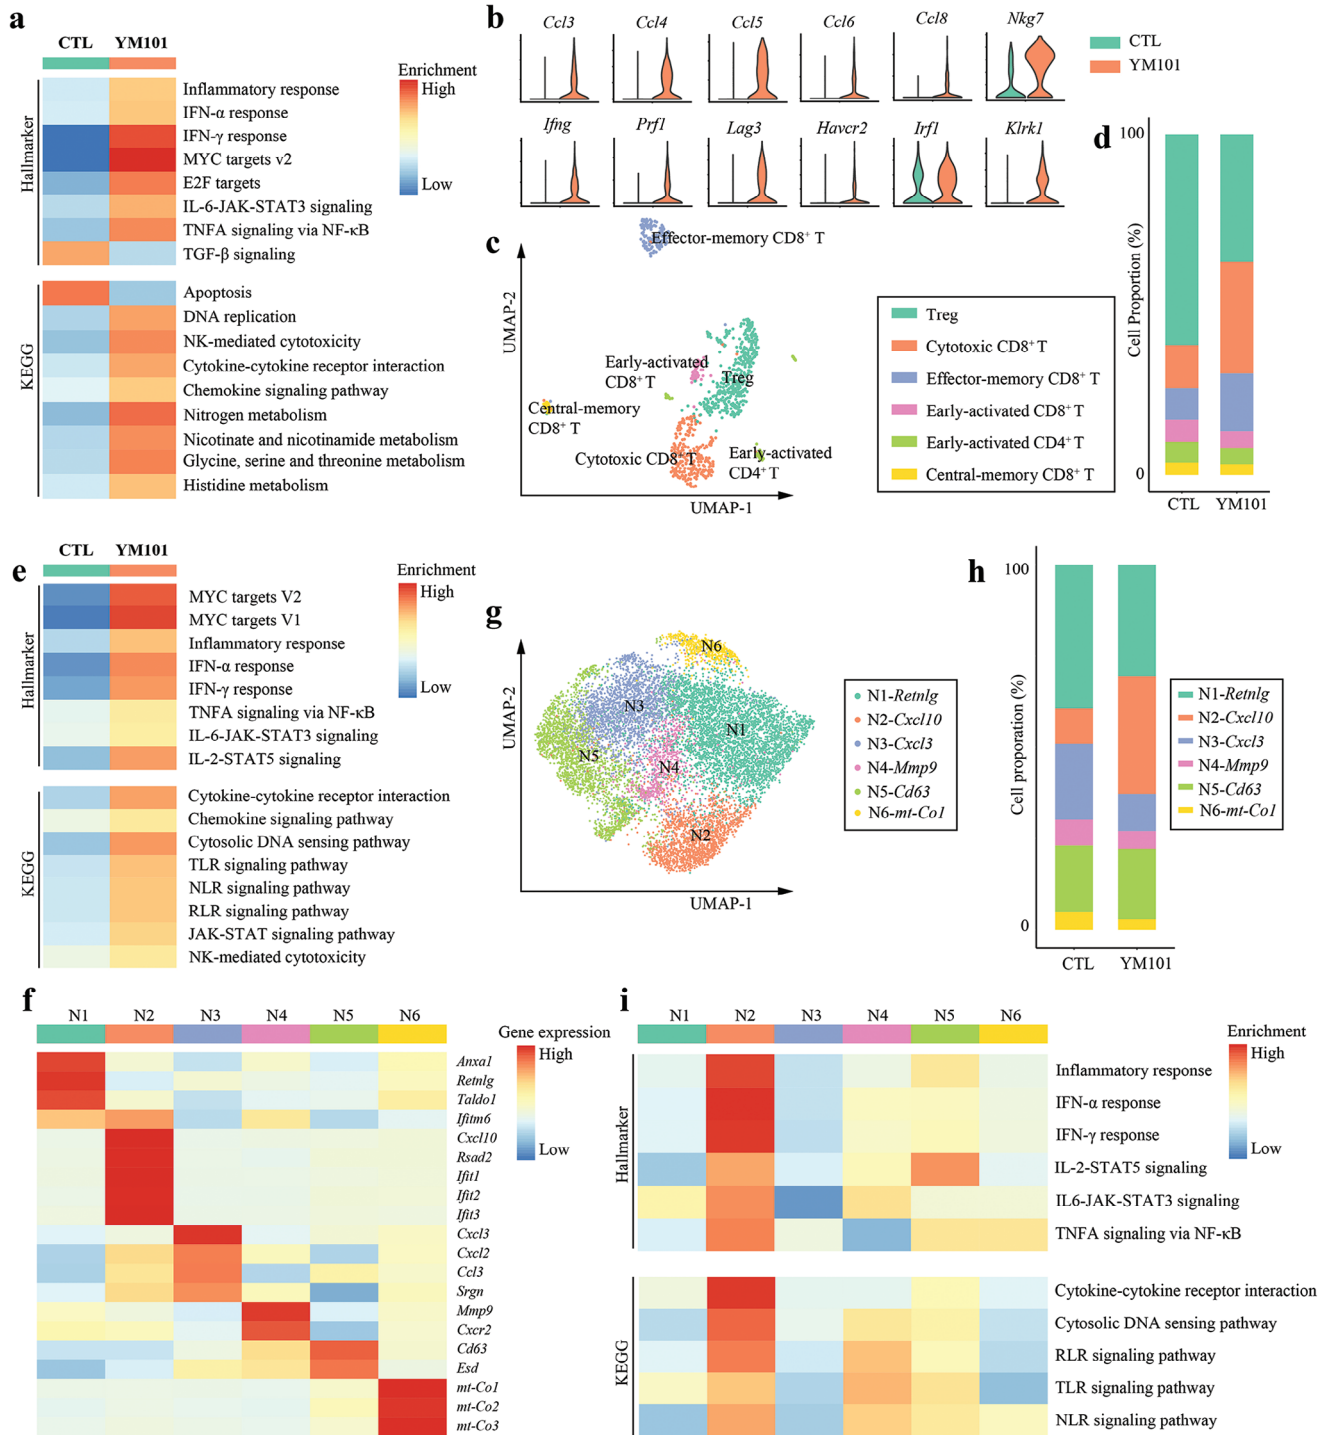 a
CTL YM101
Hallmarker
Inflammatory response
IFN-α response
IFN-γ response
MYC targets v2
E2F targets
IL-6-JAK-STAT3 signaling
TNFA signaling via NF-κB
TGF-β signaling
KEGG
Apoptosis
DNA replication
NK-mediated cytotoxicity
Cytokine-cytokine receptor interaction
Chemokine signaling pathway
Nitrogen metabolism
Nicotinate and nicotinamide metabolism
Glycine, serine and threonine metabolism
Histidine metabolism
Enrichment
High
Low
b
Ccl3 Ccl4 Ccl5 Ccl6 Ccl8 Nkg7
Ifng Prf1 Lag3 Havcr2 Irf1 Klrk1
CTL
YM101
c
UMAP-2
Effector-memory CD8⁺ T
Early-activated
CD8⁺ T
Treg
Central-memory
CD8⁺ T
Cytotoxic CD8⁺ T
Early-activated
CD4⁺ T
UMAP-1
Treg
Cytotoxic CD8⁺ T
Effector-memory CD8⁺ T
Early-activated CD8⁺ T
Early-activated CD4⁺ T
Central-memory CD8⁺ T
d
Cell Proportion (%)
100
0
CTL YM101
e
CTL YM101
Hallmarker
MYC targets V2
MYC targets V1
Inflammatory response
IFN-α response
IFN-γ response
TNFA signaling via NF-κB
IL-6-JAK-STAT3 signaling
IL-2-STAT5 signaling
KEGG
Cytokine-cytokine receptor interaction
Chemokine signaling pathway
Cytosolic DNA sensing pathway
TLR signaling pathway
NLR signaling pathway
RLR signaling pathway
JAK-STAT signaling pathway
NK-mediated cytotoxicity
Enrichment
High
Low
g
UMAP-2
N6
N3
N1
N5
N4
N2
UMAP-1
N1-Retnlg
N2-Cxcl10
N3-Cxcl3
N4-Mmp9
N5-Cd63
N6-mt-Co1
h
Cell proporation (%)
100
0
CTL YM101
N1-Retnlg
N2-Cxcl10
N3-Cxcl3
N4-Mmp9
N5-Cd63
N6-mt-Co1
f
N1 N2 N3 N4 N5 N6
Anxa1
Retnlg
Taldo1
Ifitm6
Cxcl10
Rsad2
Ifit1
Ifit2
Ifit3
Cxcl3
Cxcl2
Ccl3
Srgn
Mmp9
Cxcr2
Cd63
Esd
mt-Co1
mt-Co2
mt-Co3
Gene expression
High
Low
i
N1 N2 N3 N4 N5 N6
Hallmarker
Inflammatory response
IFN-α response
IFN-γ response
IL-2-STAT5 signaling
IL6-JAK-STAT3 signaling
TNFA signaling via NF-κB
KEGG
Cytokine-cytokine receptor interaction
Cytosolic DNA sensing pathway
RLR signaling pathway
TLR signaling pathway
NLR signaling pathway
Enrichment
High
Low